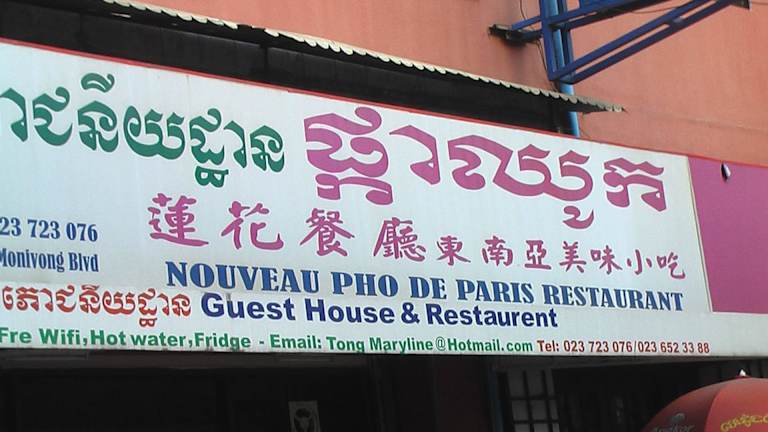 ភោជនីយដ្ឋាន ផ្កាឈូក
蓮花餐廳東南亞美味小吃
23 723 076
Monivong Blvd
NOUVEAU PHO DE PARIS RESTAURANT
ភោជនីយដ្ឋាន Guest House & Restaurent
Fre Wifi,Hot water,Fridge - Email: Tong Maryline@Hotmail.com Tel: 023 723 076/023 652 33 88